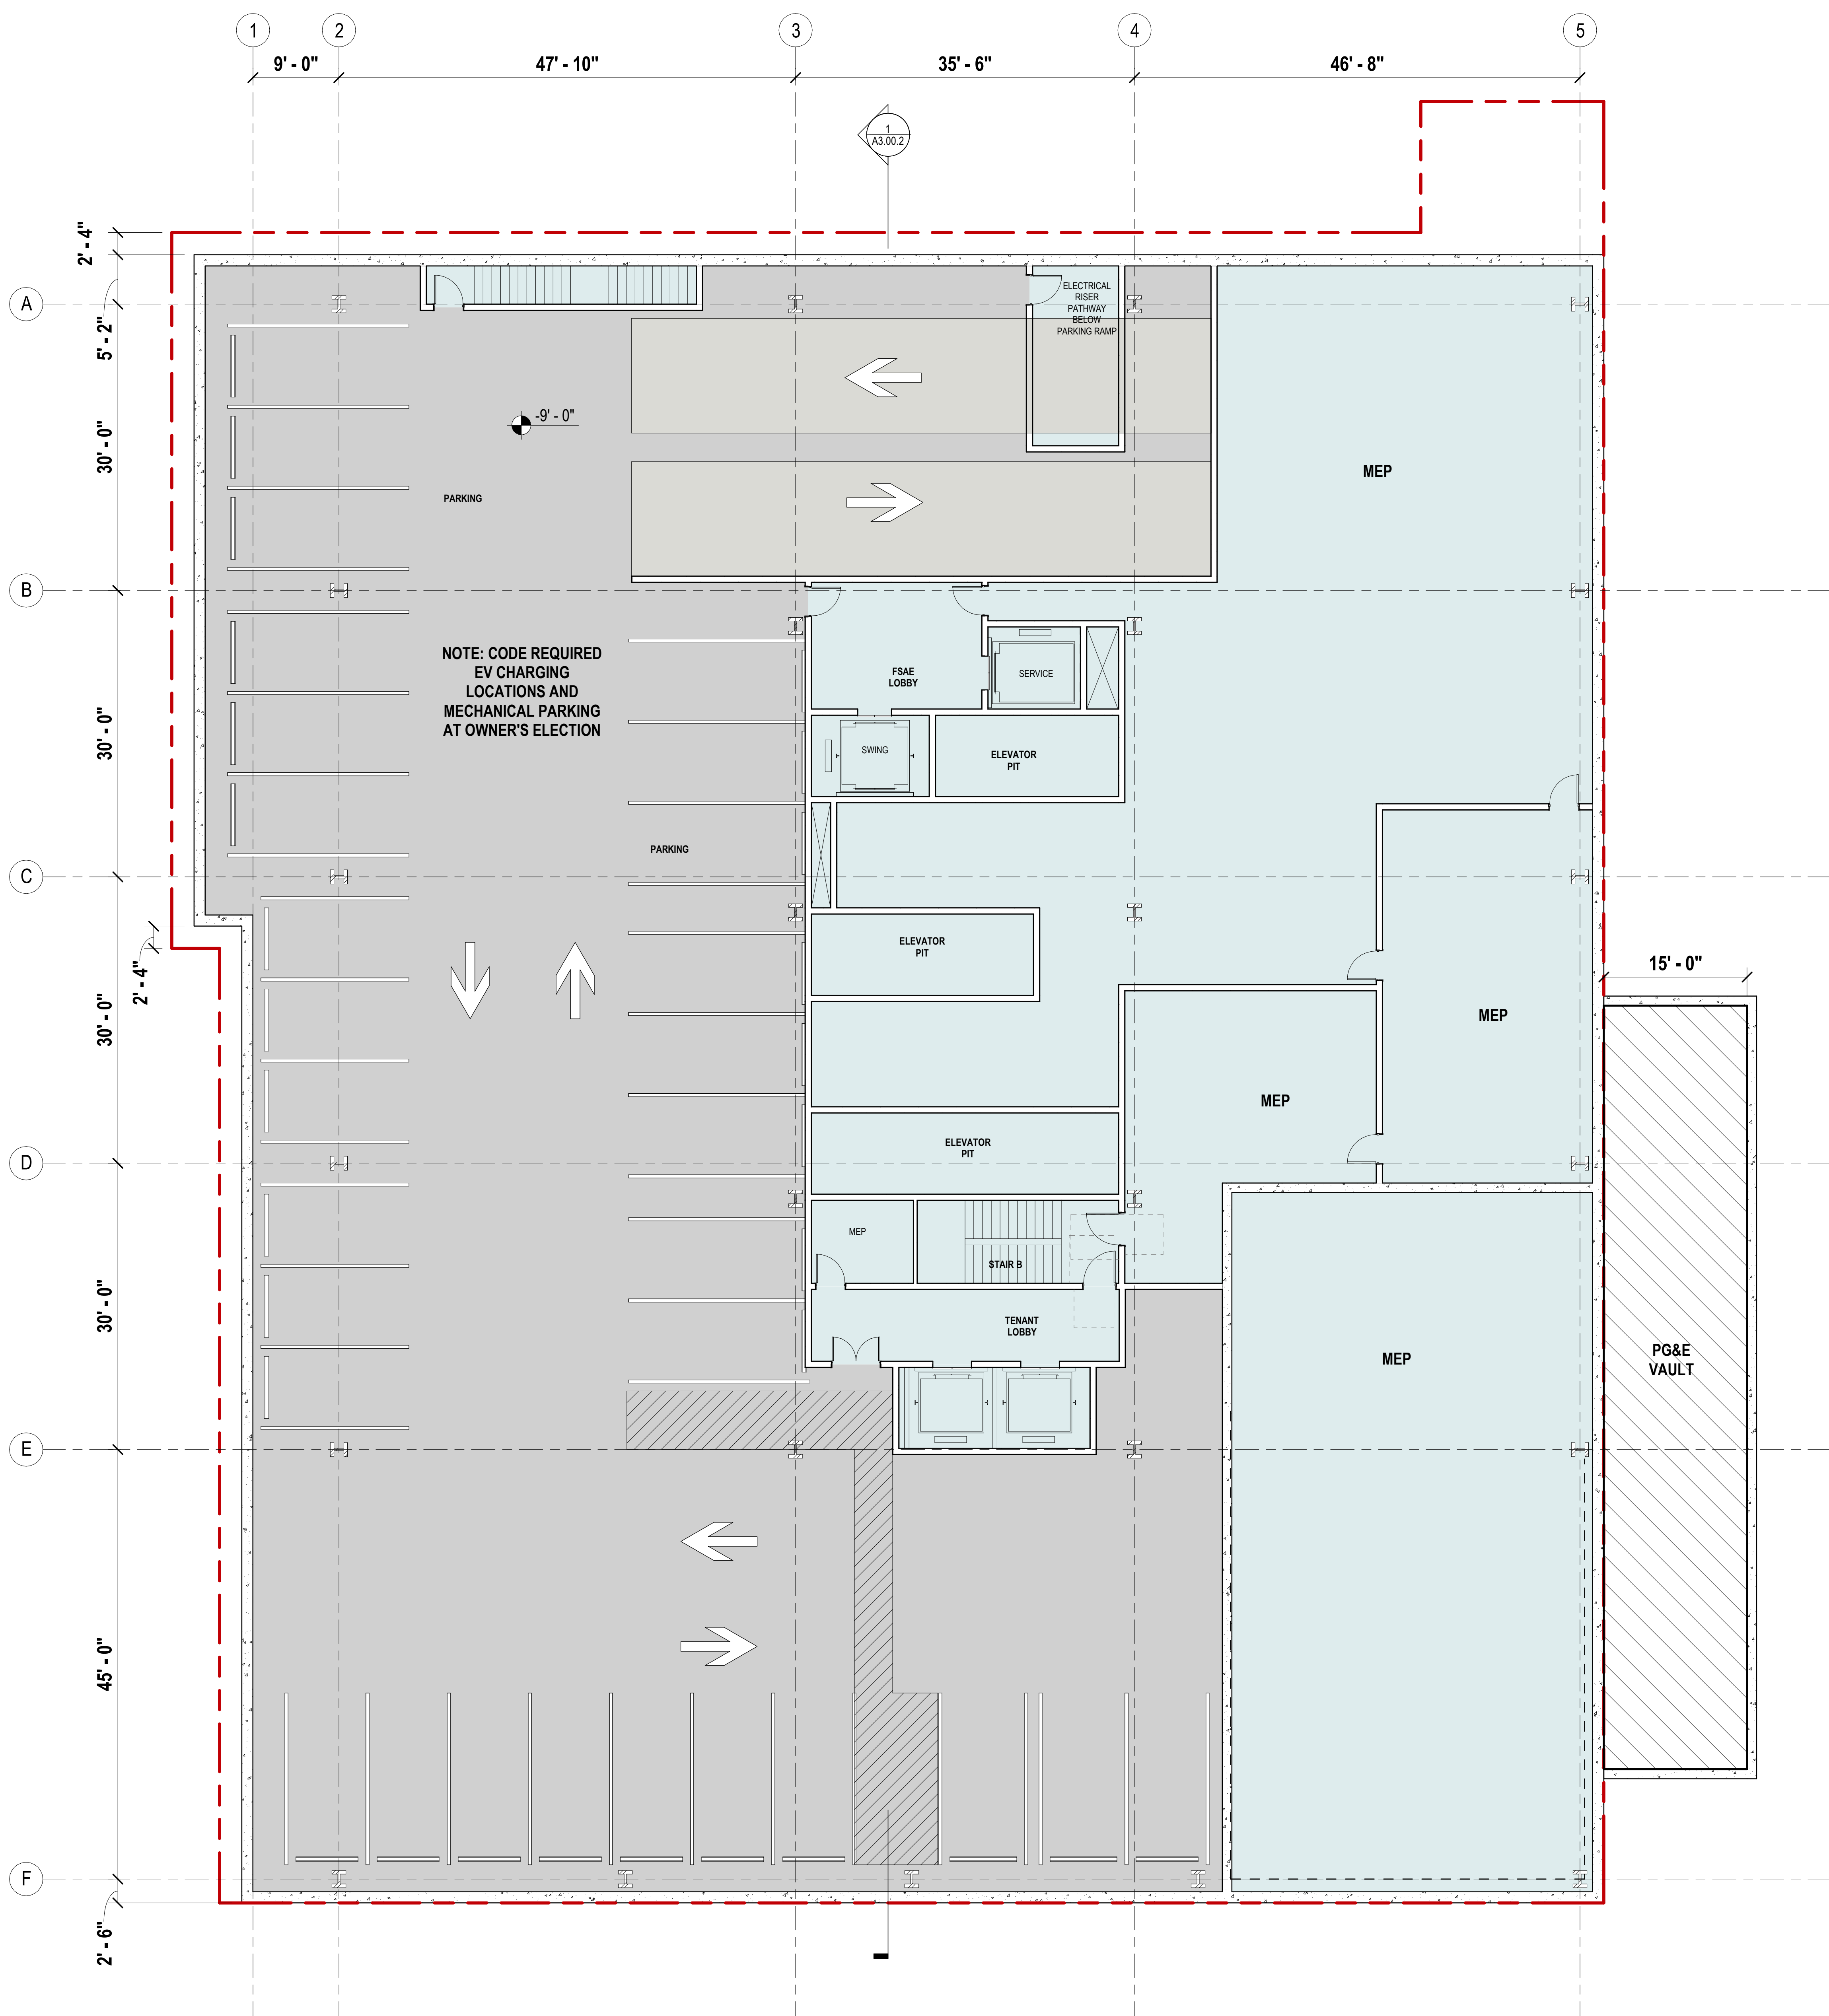 1
2
3
4
5
9' - 0"
47' - 10"
35' - 6"
46' - 8"
1
A3.00.2
2' - 4"
A
ELECTRICAL
RISER
PATHWAY
BELOW
PARKING RAMP
5' - 2"
-9' - 0"
30' - 0"
MEP
PARKING
B
NOTE: CODE REQUIRED
EV CHARGING
LOCATIONS AND
MECHANICAL PARKING
AT OWNER'S ELECTION
FSAE
LOBBY
SERVICE
30' - 0"
SWING
ELEVATOR
PIT
PARKING
C
ELEVATOR
PIT
2' - 4"
15' - 0"
30' - 0"
MEP
MEP
D
ELEVATOR
PIT
MEP
STAIR B
30' - 0"
TENANT
LOBBY
MEP
PG&E
VAULT
E
45' - 0"
F
2' - 6"